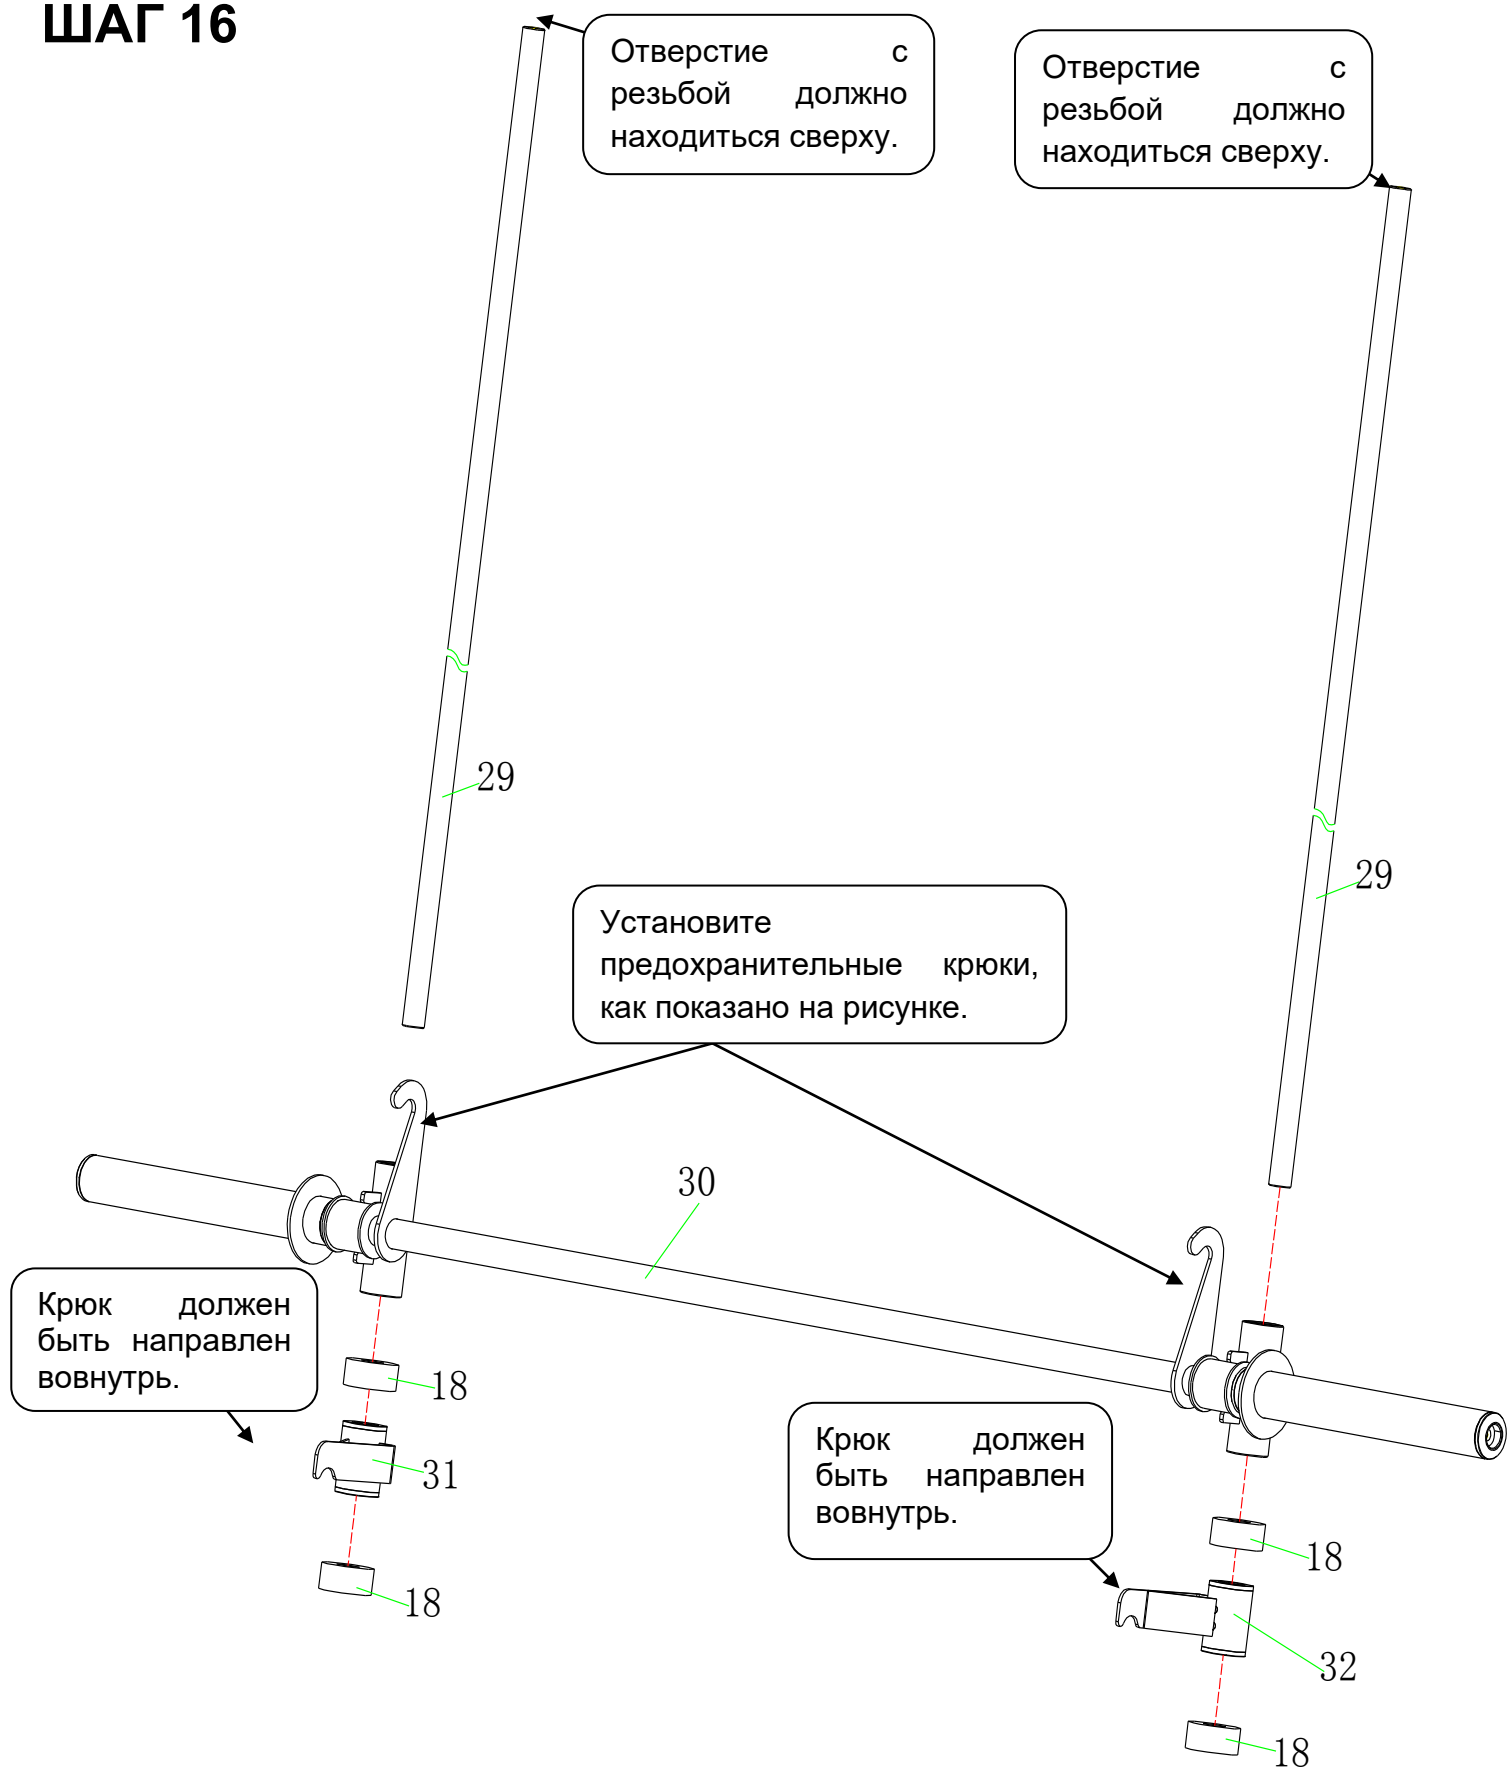 ШАГ 16
Отверстие с
резьбой должно
находиться сверху.
Отверстие с
резьбой должно
находиться сверху.
29
29
Установите
предохранительные крюки,
как показано на рисунке.
30
Крюк должен
быть направлен
вовнутрь.
18
31
18
Крюк должен
быть направлен
вовнутрь.
18
32
18